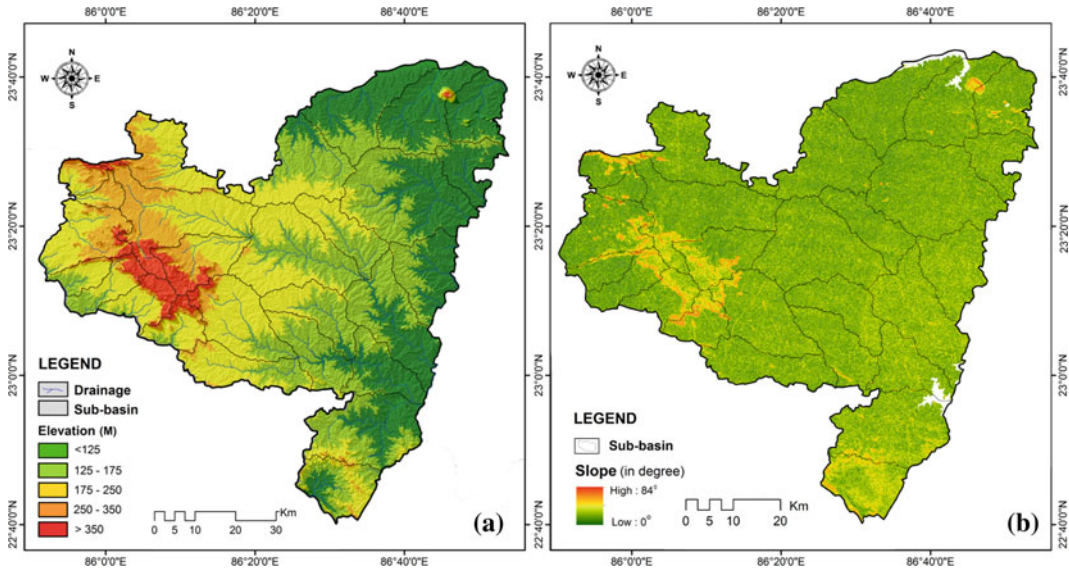 86°0'0"E 86°20'0"E 86°40'0"E
86°0'0"E 86°20'0"E 86°40'0"E
N
W E
S
N
W E
S
23°40'0"N
23°40'0"N
23°20'0"N
23°20'0"N
23°0'0"N
23°0'0"N
22°40'0"N
22°40'0"N
LEGEND
Drainage
Sub-basin
Elevation (M)
<125
125 - 175
175 - 250
250 - 350
> 350
Km
0 5 10 20 30
(a)
LEGEND
Sub-basin
Slope (in degree)
High : 84°
Low : 0°
Km
0 5 10 20
(b)
86°0'0"E 86°20'0"E 86°40'0"E
86°0'0"E 86°20'0"E 86°40'0"E